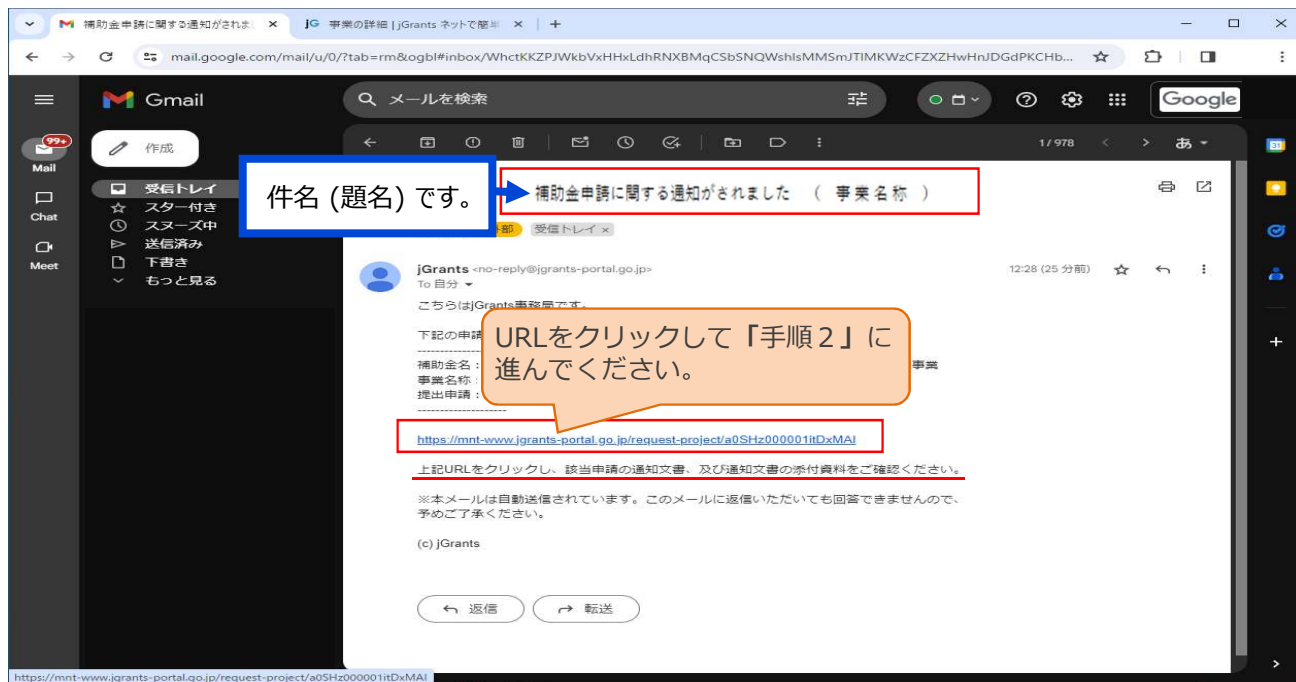 補助金申請に関する通知がされまし
jG 事業の詳細 | jGrants ネットで簡単
mail.google.com/mail/u/0/?tab=rm&ogbl#inbox/WhctKKZPJWkbVxHHxLdhRNXBMqCSbSNQWshIsMMSmJTlMKWzCFZXZHwHnJDGdPKCHb...
Gmail
メールを検索
Google
99+
Mail
Chat
Meet
作成
受信トレイ
スター付き
スヌーズ中
送信済み
下書き
もっと見る
1/978
あ
31
件名 (題名) です。
補助金申請に関する通知がされました ( 事業名称 )
部
受信トレイ ×
jGrants <no-reply@jgrants-portal.go.jp>
12:28 (25 分前)
To 自分
こちらはjGrants事務局です。
下記の申請
URLをクリックして「手順２」に
進んでください。
--------------------
補助金名：
事業
事業名称：
提出申請：
--------------------
https://mnt-www.jgrants-portal.go.jp/request-project/a0SHz000001itDxMAI
上記URLをクリックし、該当申請の通知文書、及び通知文書の添付資料をご確認ください。
※本メールは自動送信されています。このメールに返信いただいても回答できませんので、
予めご了承ください。
(c) jGrants
返信
転送
https://mnt-www.jgrants-portal.go.jp/request-project/a0SHz000001itDxMAI